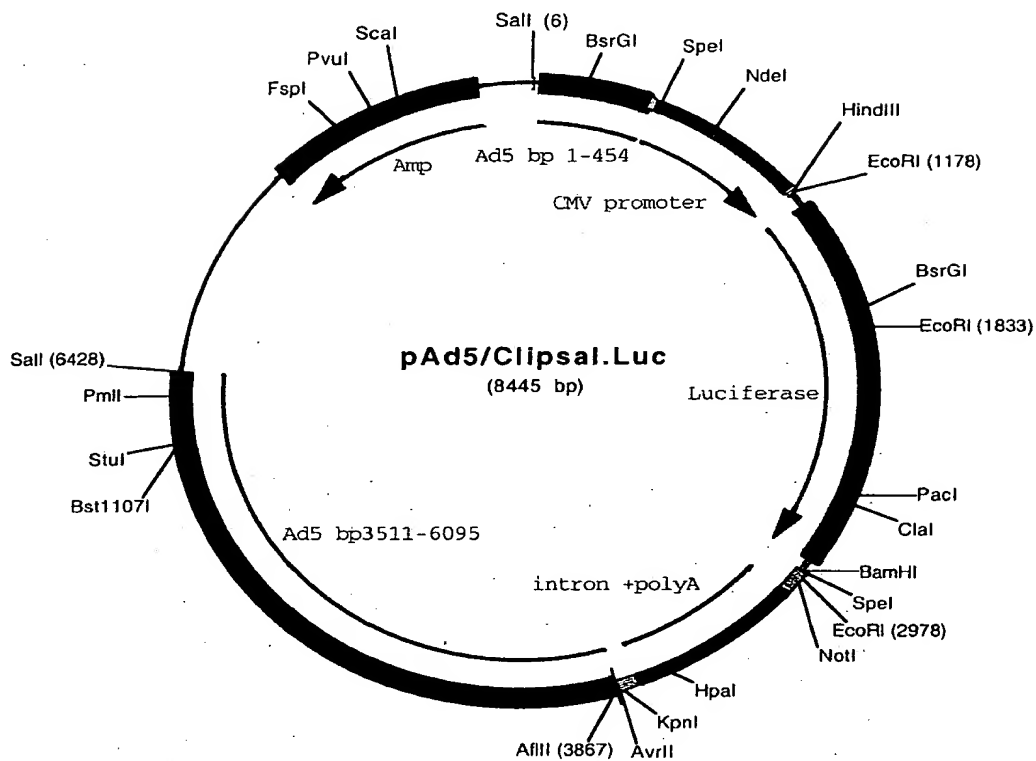 SalI (6)
BsrGI
SpeI
NdeI
HindIII
EcoRI (1178)
BsrGI
EcoRI (1833)
PacI
ClaI
BamHI
SpeI
EcoRI (2978)
NotI
HpaI
KpnI
AvrII
AflII (3867)
Bst1107I
StuI
PmlI
SalI (6428)
FspI
PvuI
ScaI
Amp
Ad5 bp 1-454
CMV promoter
pAd5/Clipsal.Luc
(8445 bp)
Luciferase
Ad5 bp3511-6095
intron +polyA